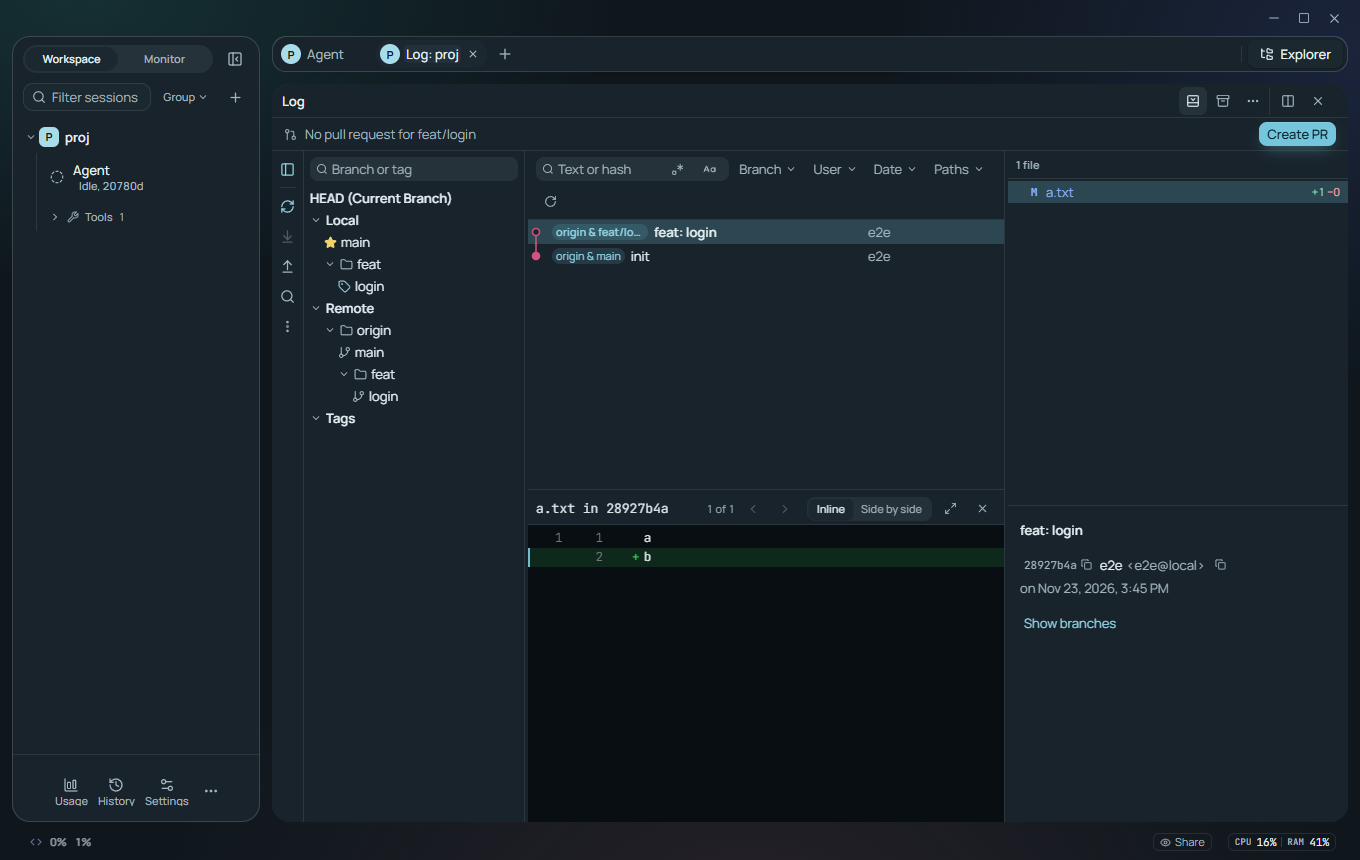 Workspace Monitor
P Agent
P Log: proj
Explorer
Filter sessions Group
P proj
Agent
Idle, 20780d
Tools 1
Usage History Settings
0% 1%
Log
No pull request for feat/login
Create PR
Branch or tag
HEAD (Current Branch)
Local
main
feat
login
Remote
origin
main
feat
login
Tags
Text or hash .* Aa Branch User Date Paths
origin & feat/lo... feat: login e2e
origin & main init e2e
a.txt in 28927b4a 1 of 1 Inline Side by side
1 1 a
2 + b
1 file
M a.txt +1 −0
feat: login
28927b4a e2e <e2e@local>
on Nov 23, 2026, 3:45 PM
Show branches
Share CPU 16% RAM 41%